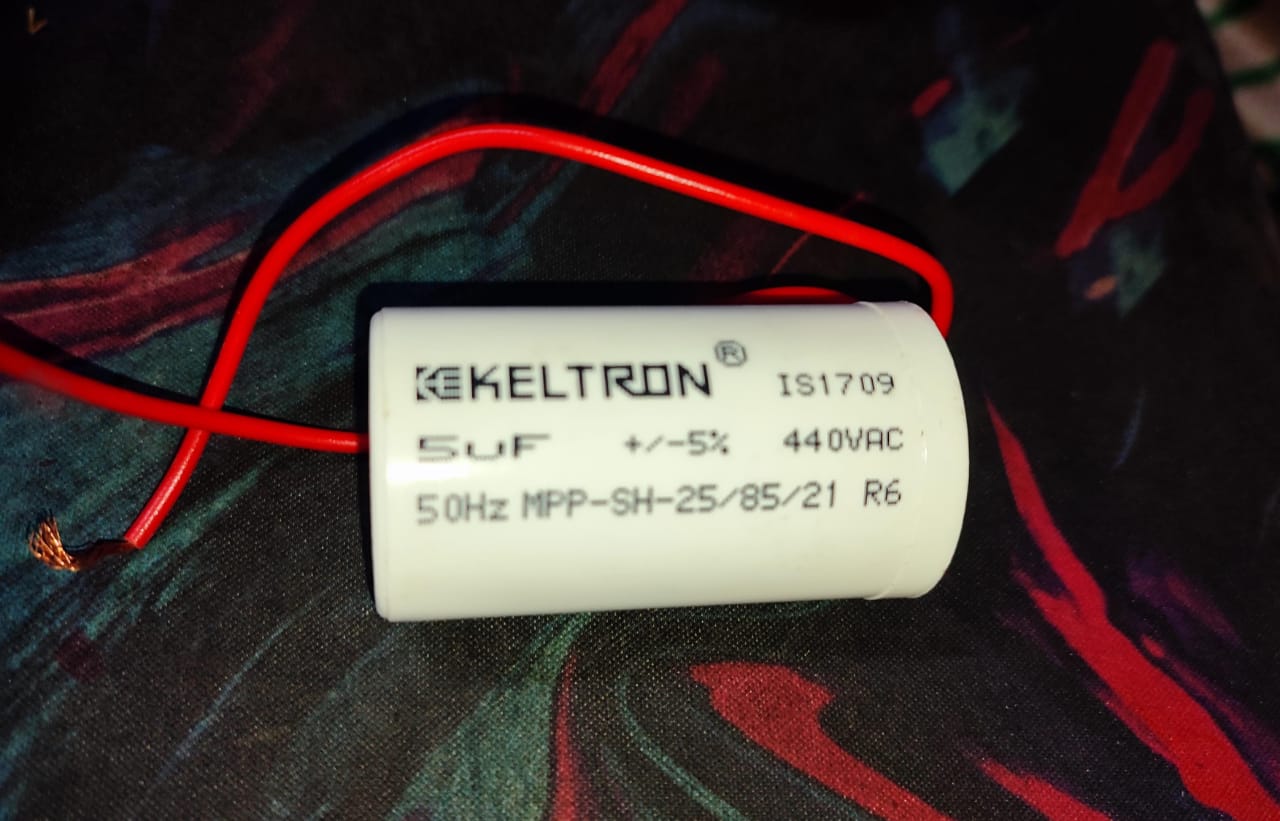 KELTRON® IS1709
5uF +/-5% 440VAC
50Hz MPP-SH-25/85/21 R6